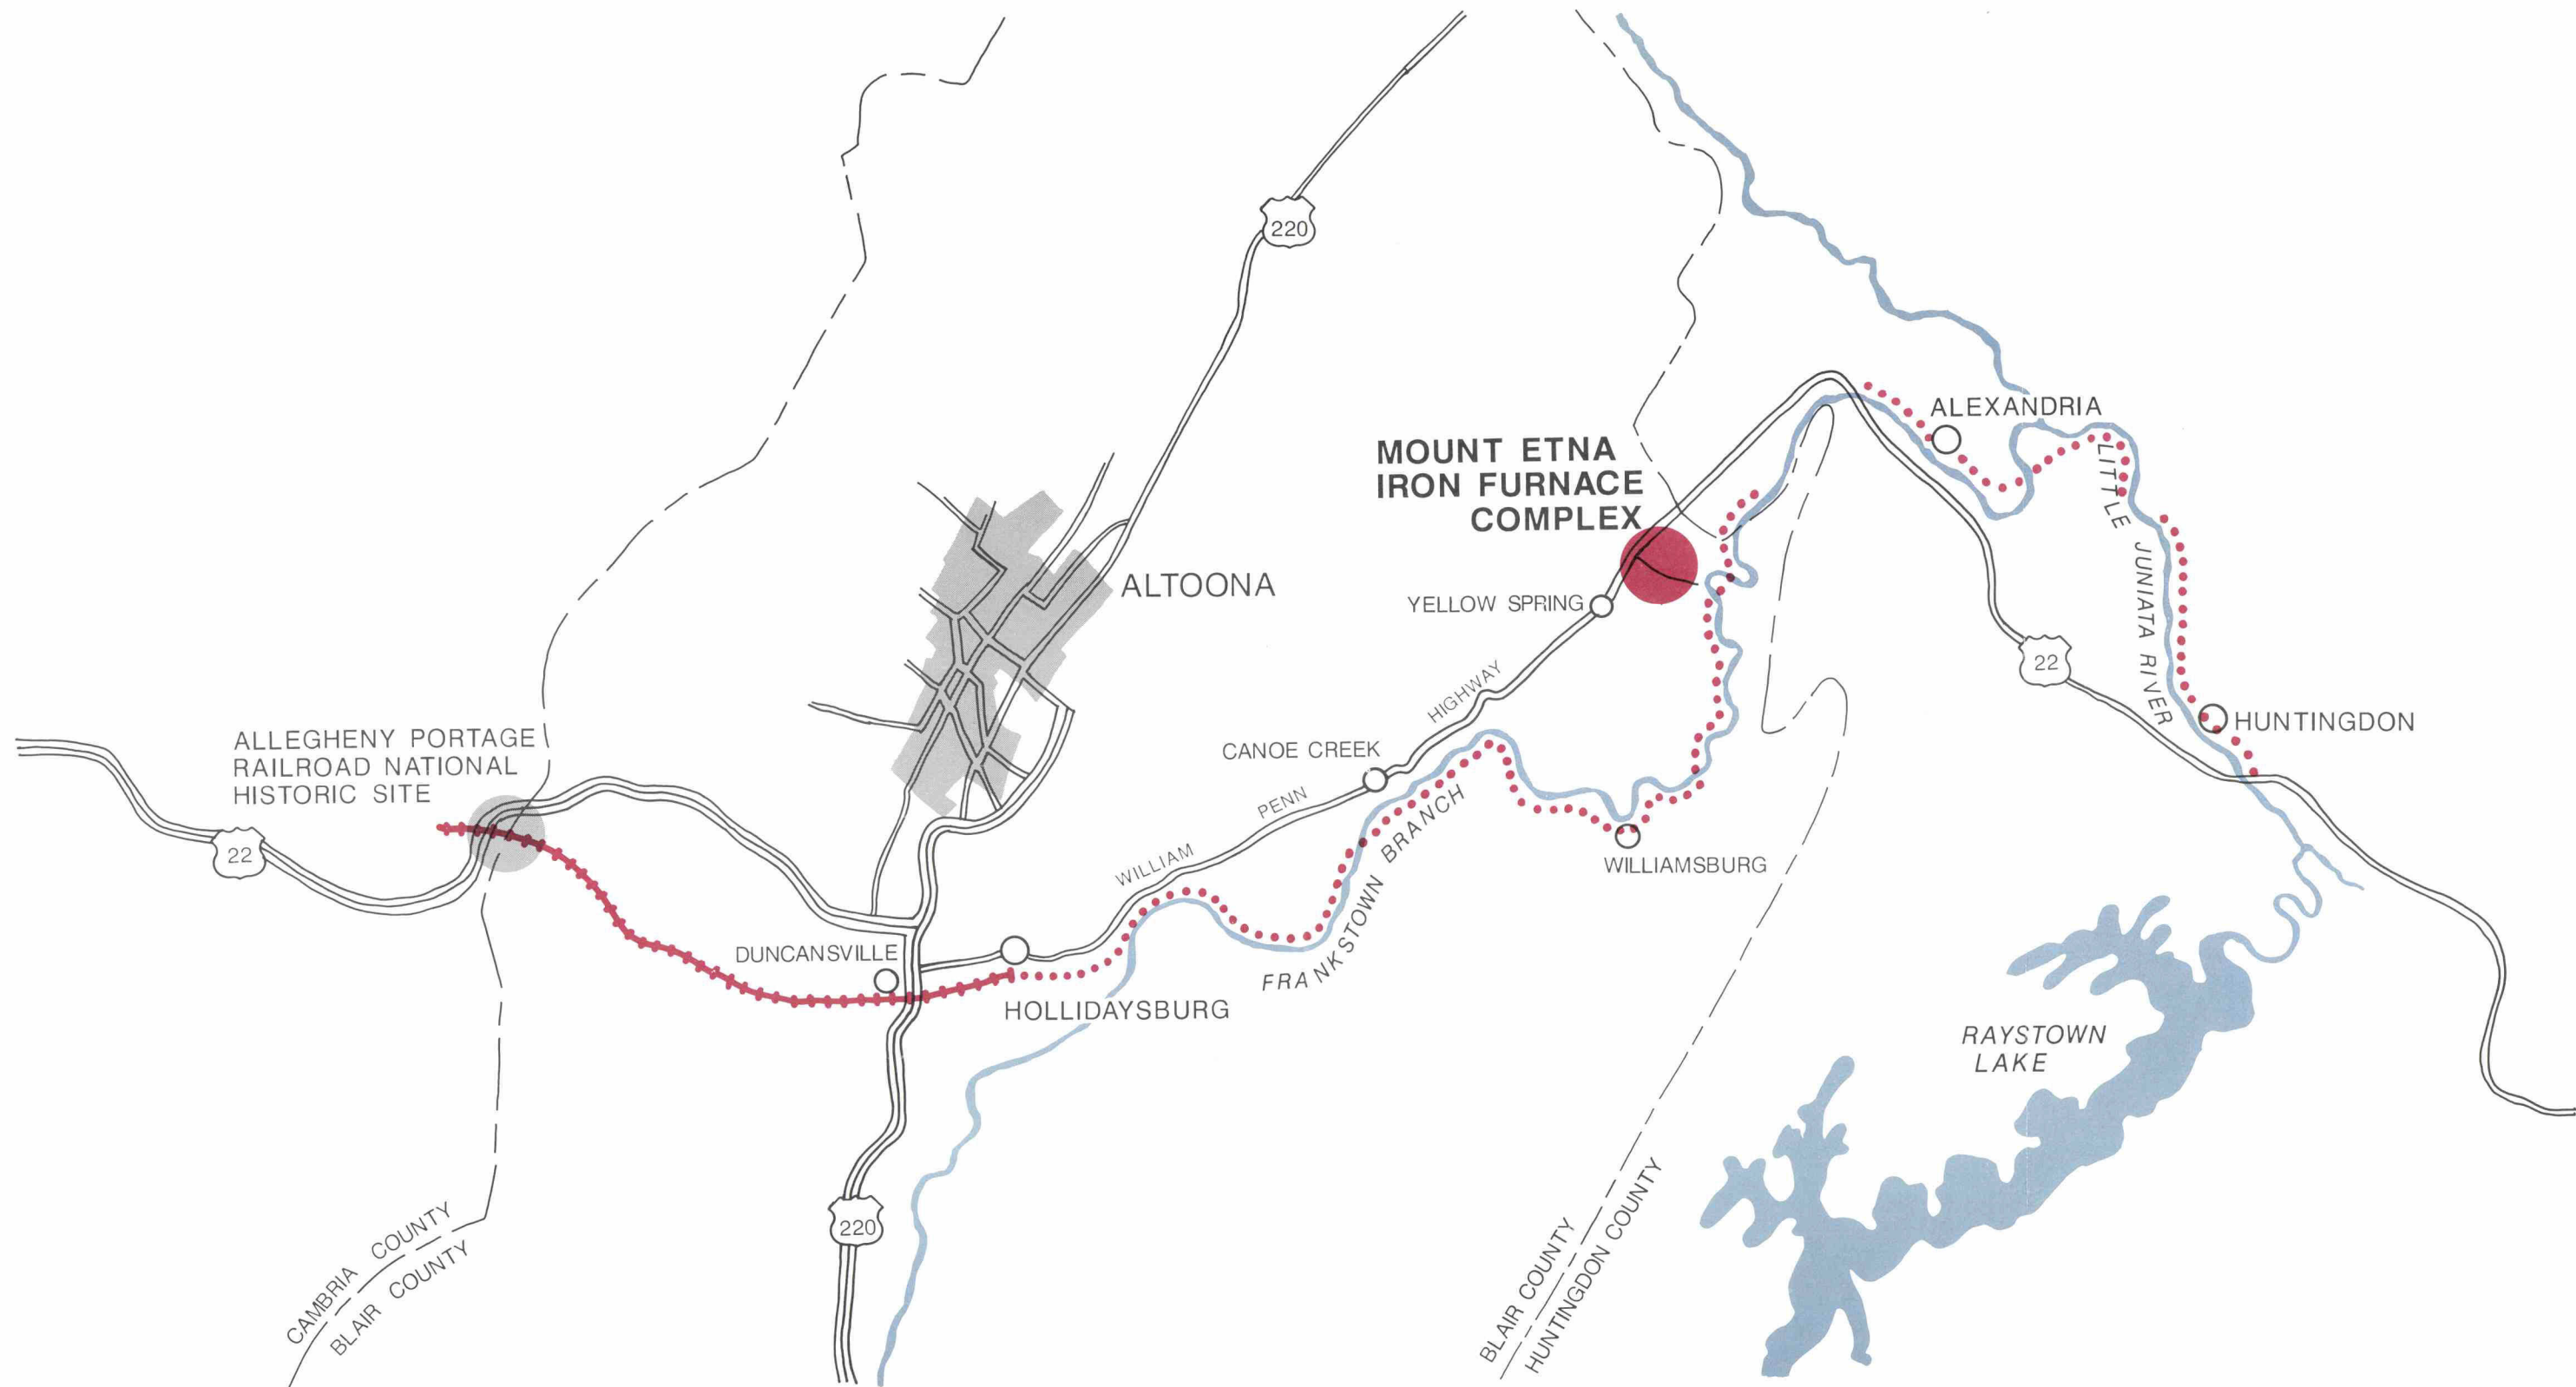 220
ALEXANDRIA
MOUNT ETNA
IRON FURNACE
COMPLEX
LITTLE JUNIATA RIVER
ALTOONA
YELLOW SPRING
22
HUNTINGDON
ALLEGHENY PORTAGE
RAILROAD NATIONAL
HISTORIC SITE
CANOE CREEK
WILLIAM PENN HIGHWAY
22
WILLIAMSBURG
FRANKSTOWN BRANCH
DUNCANSVILLE
HOLLIDAYSBURG
RAYSTOWN
LAKE
220
CAMBRIA COUNTY
BLAIR COUNTY
BLAIR COUNTY
HUNTINGDON COUNTY